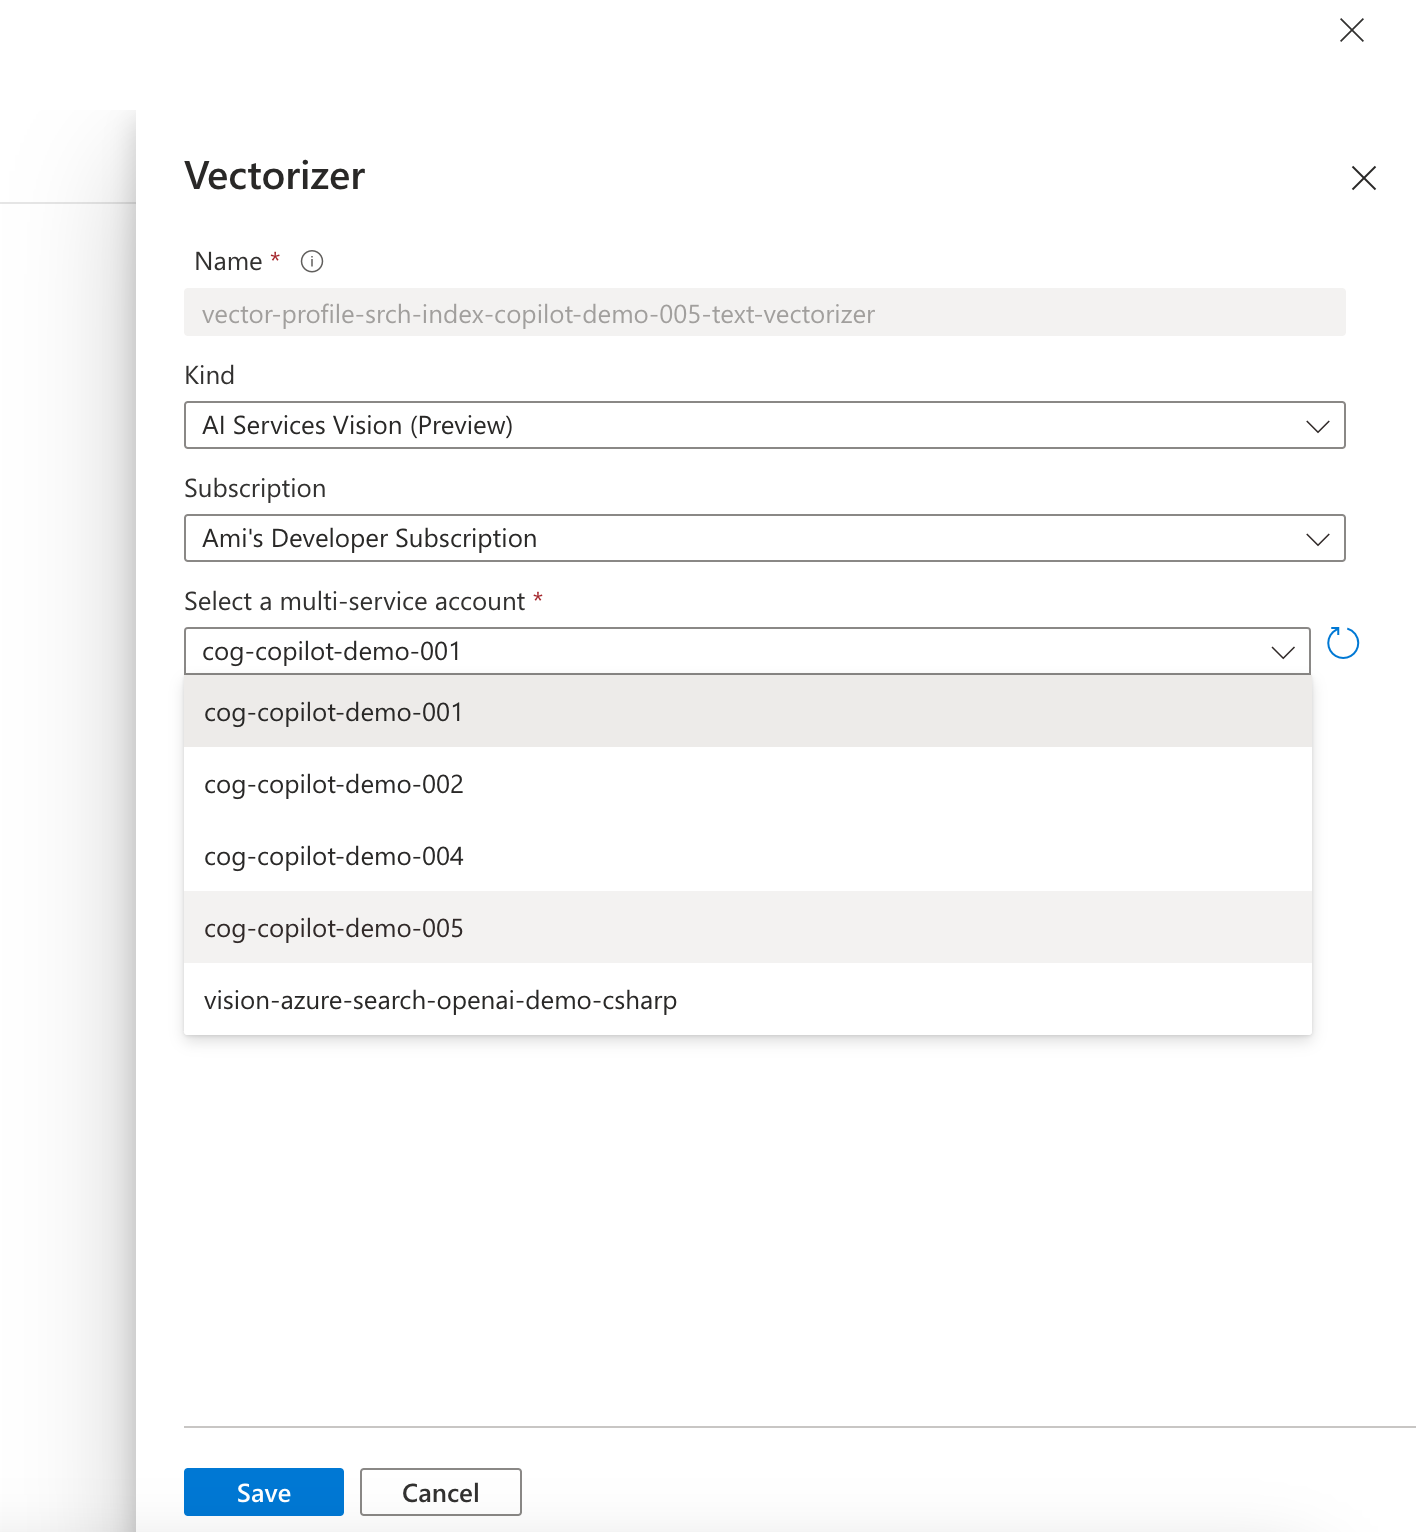 Vectorizer
Name *
vector-profile-srch-index-copilot-demo-005-text-vectorizer
Kind
AI Services Vision (Preview)
Subscription
Ami's Developer Subscription
Select a multi-service account *
cog-copilot-demo-001
cog-copilot-demo-001
cog-copilot-demo-002
cog-copilot-demo-004
cog-copilot-demo-005
vision-azure-search-openai-demo-csharp
Save Cancel